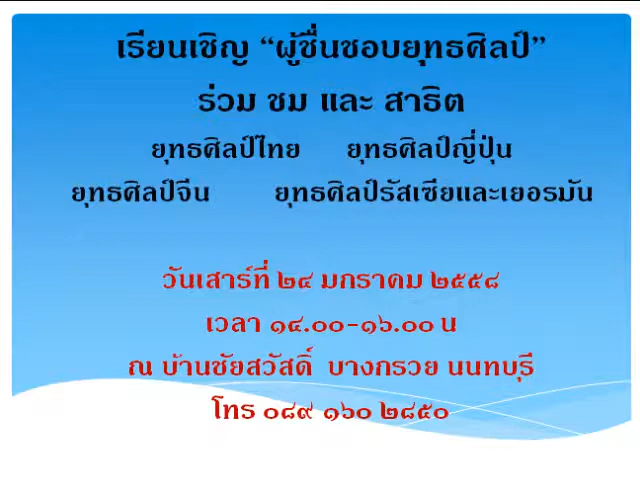 เรียนเชิญ “ผู้ชื่นชอบยุทธศิลป์”
ร่วม ชม และ สาธิต
ยุทธศิลป์ไทย ยุทธศิลป์ญี่ปุ่น
ยุทธศิลป์จีน ยุทธศิลป์รัสเซียและเยอรมัน
วันเสาร์ที่ ๒๔ มกราคม ๒๕๕๘
เวลา ๑๔.๐๐-๑๖.๐๐ น
ณ บ้านชัยสวัสดิ์ บางกรวย นนทบุรี
โทร ๐๘๙ ๑๖๐ ๒๘๕๐